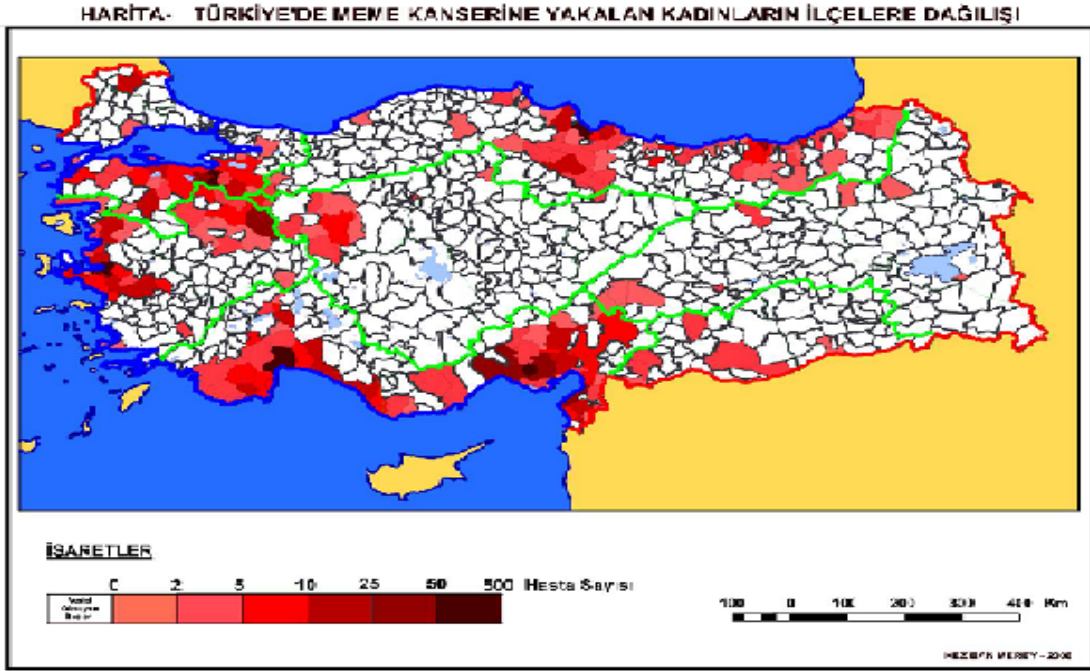 HARİTA- TÜRKİYE'DE MEME KANSERİNE YAKALAN KADINLARIN İLÇELERE DAĞILIŞI
İŞARETLER
0 2 5 10 25 50 500 Hasta Sayısı
100 0 100 200 300 400 Km